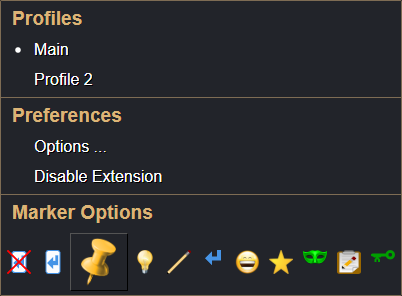 Profiles
Main
Profile 2
Preferences
Options ...
Disable Extension
Marker Options